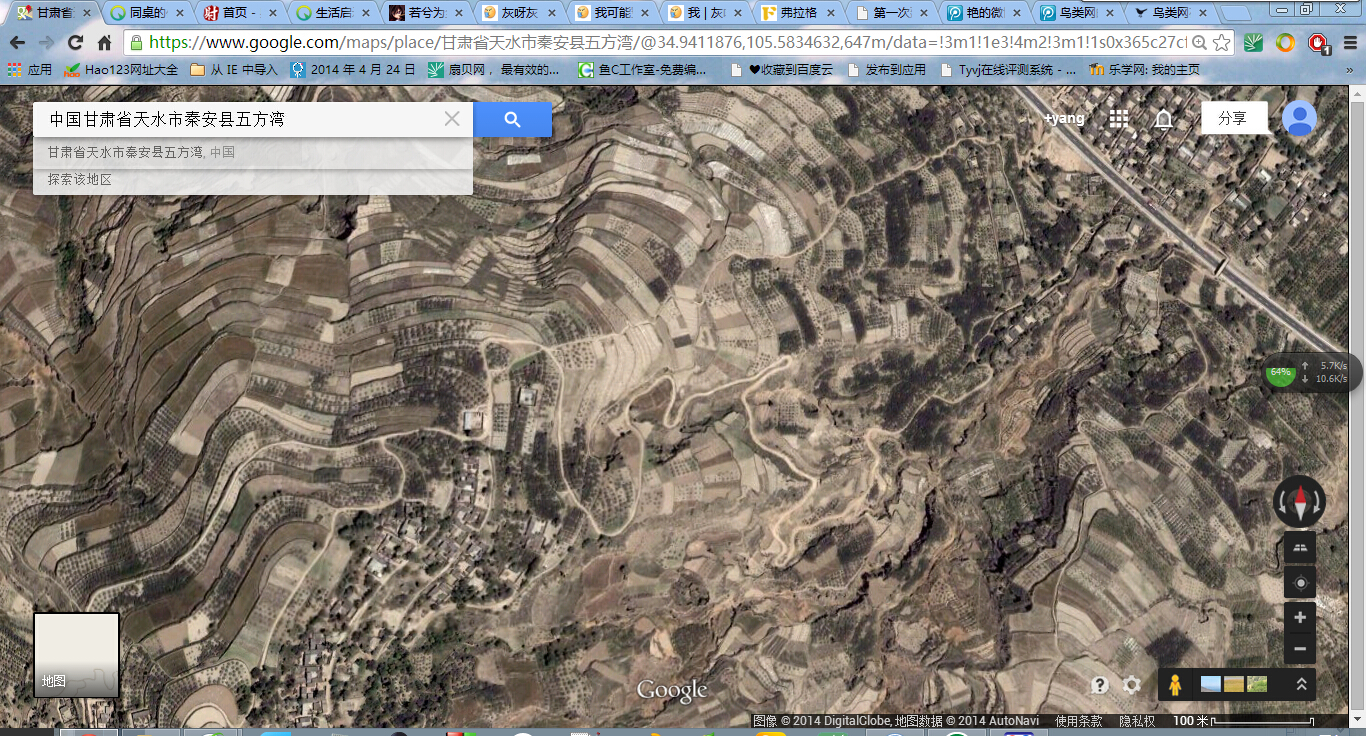 甘肃省 同桌的 首页 - 生活启 若兮为 灰呀灰 我可能 我 | 灰 弗拉格 第一次 艳的微 鸟类网 鸟类网
https://www.google.com/maps/place/甘肃省天水市秦安县五方湾/@34.9411876,105.5834632,647m/data=!3m1!1e3!4m2!3m1!1s0x365c27cf
应用 Hao123网址大全 从 IE 中导入 2014 年 4 月 24 日 扇贝网，最有效的... 鱼C工作室-免费编... ❤收藏到百度云 发布到应用 Tyvj在线评测系统 - ... 乐学网: 我的主页 »
中国甘肃省天水市秦安县五方湾
+yang 分享
甘肃省天水市秦安县五方湾, 中国
探索该地区
64% 5.7K/s
10.6K/s
地图
Google
图像 © 2014 DigitalGlobe, 地图数据 © 2014 AutoNavi 使用条款 隐私权 100 米